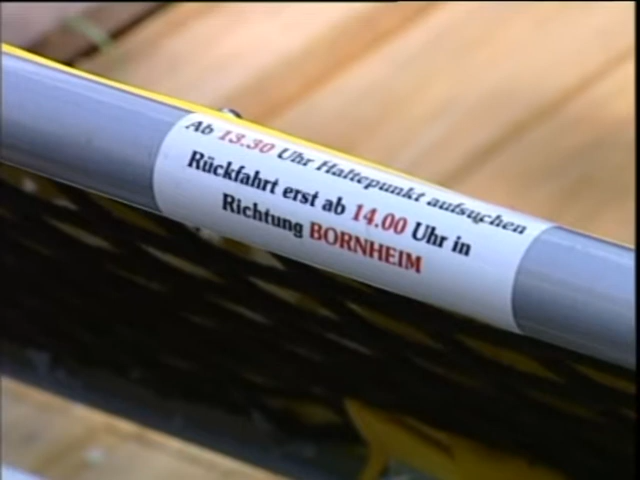 Ab 13.30 Uhr Haltepunkt aufsuchen
Rückfahrt erst ab 14.00 Uhr in
Richtung BORNHEIM